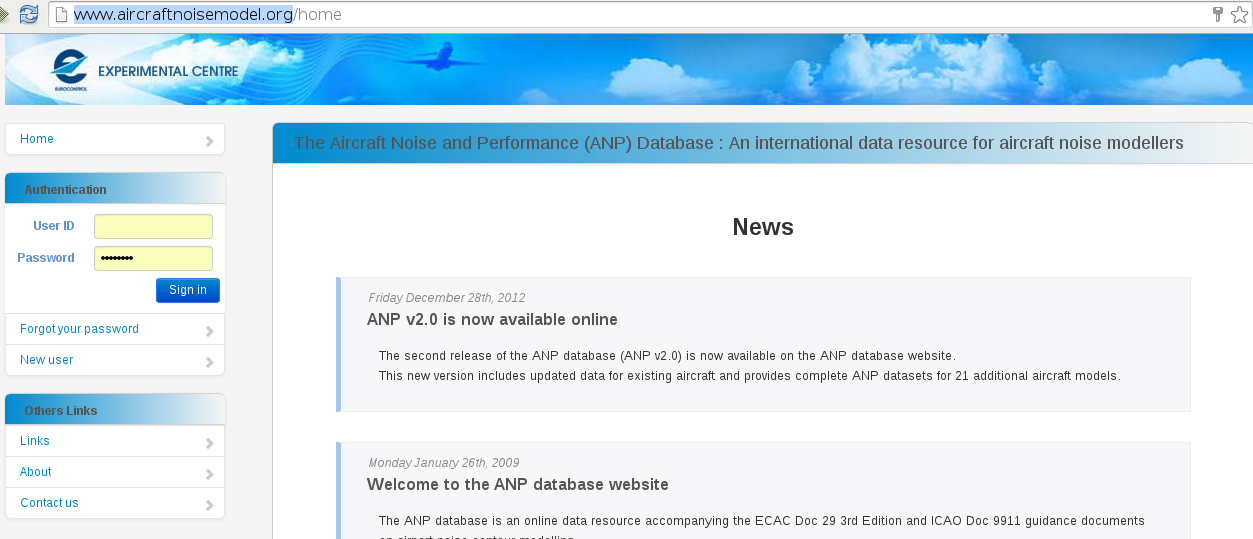 www.aircraftnoisemodel.org/home
EXPERIMENTAL CENTRE
EUROCONTROL
Home
Authentication
User ID
Password
Sign in
Forgot your password
New user
Others Links
Links
About
Contact us
The Aircraft Noise and Performance (ANP) Database : An international data resource for aircraft noise modellers
News
Friday December 28th, 2012
ANP v2.0 is now available online
The second release of the ANP database (ANP v2.0) is now available on the ANP database website.
This new version includes updated data for existing aircraft and provides complete ANP datasets for 21 additional aircraft models.
Monday January 26th, 2009
Welcome to the ANP database website
The ANP database is an online data resource accompanying the ECAC Doc 29 3rd Edition and ICAO Doc 9911 guidance documents
on airport noise contour modelling